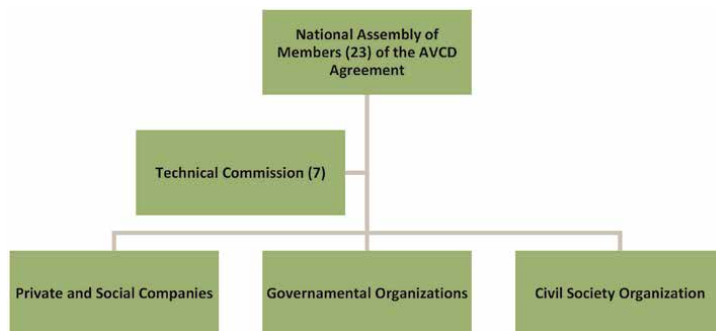 National Assembly of
Members (23) of the AVCD
Agreement
Technical Commission (7)
Private and Social Companies
Governamental Organizations
Civil Society Organization